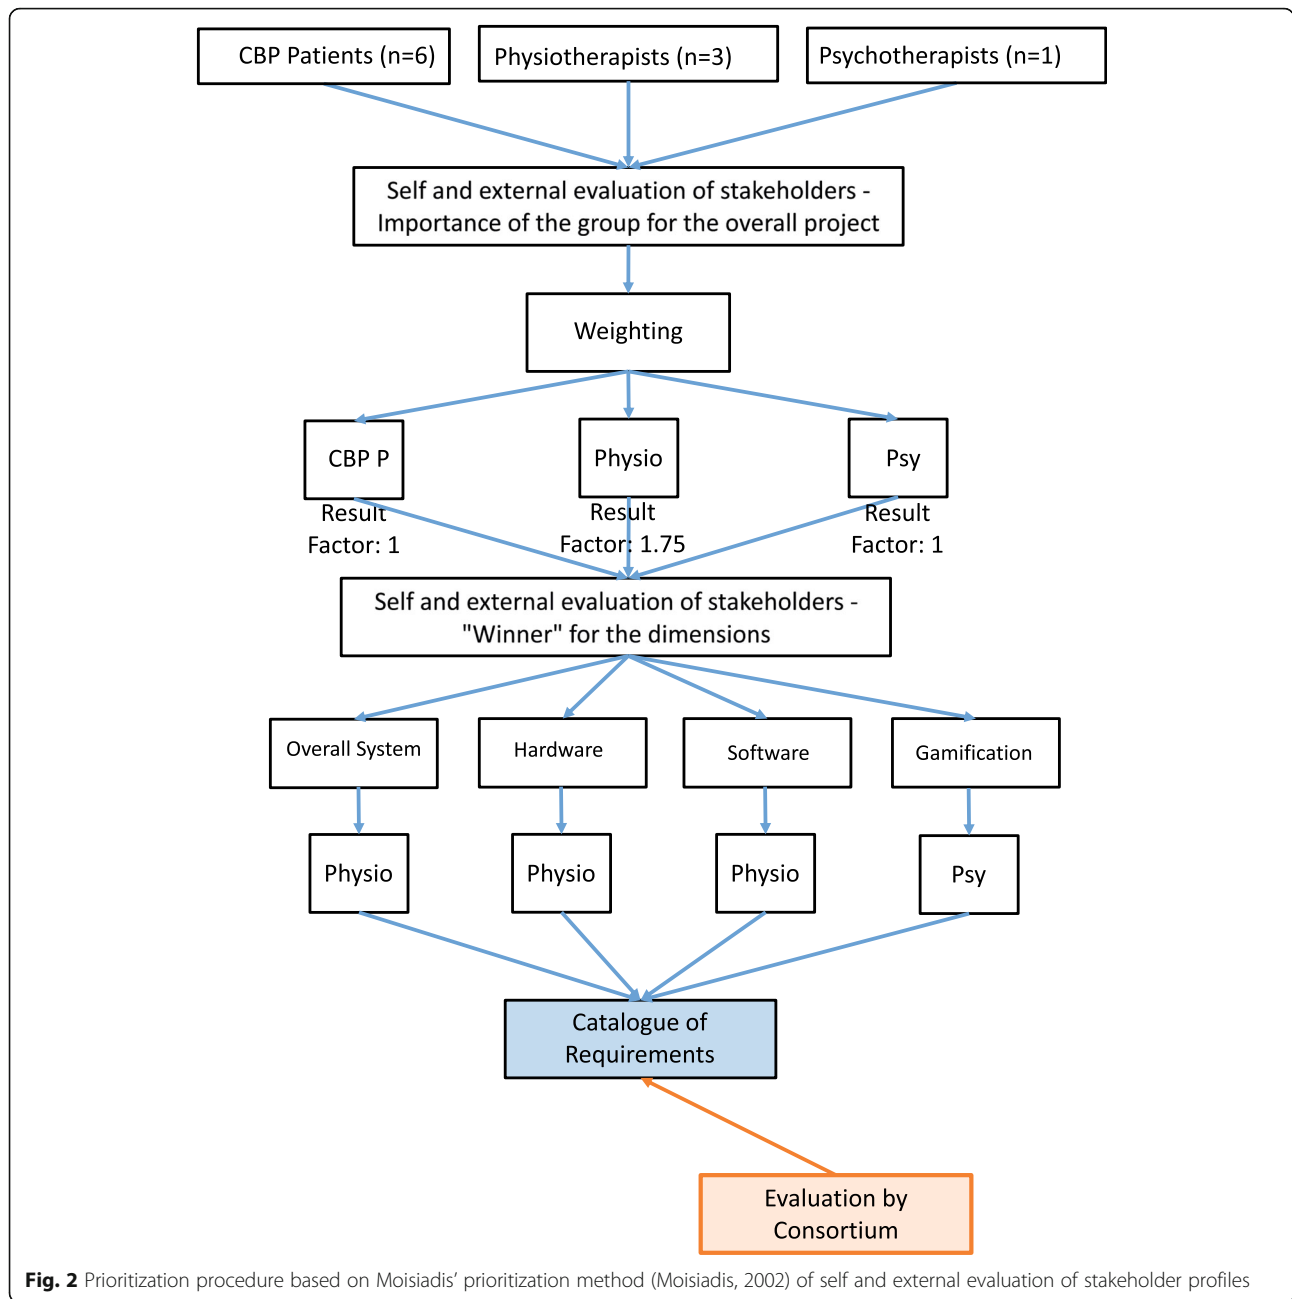 CBP Patients (n=6)
Physiotherapists (n=3)
Psychotherapists (n=1)
Self and external evaluation of stakeholders -
Importance of the group for the overall project
Weighting
CBP P
Physio
Psy
Result
Factor: 1
Result
Factor: 1.75
Result
Factor: 1
Self and external evaluation of stakeholders -
"Winner" for the dimensions
Overall System
Hardware
Software
Gamification
Physio
Physio
Physio
Psy
Catalogue of
Requirements
Evaluation by
Consortium
Fig. 2 Prioritization procedure based on Moisiadis’ prioritization method (Moisiadis, 2002) of self and external evaluation of stakeholder profiles